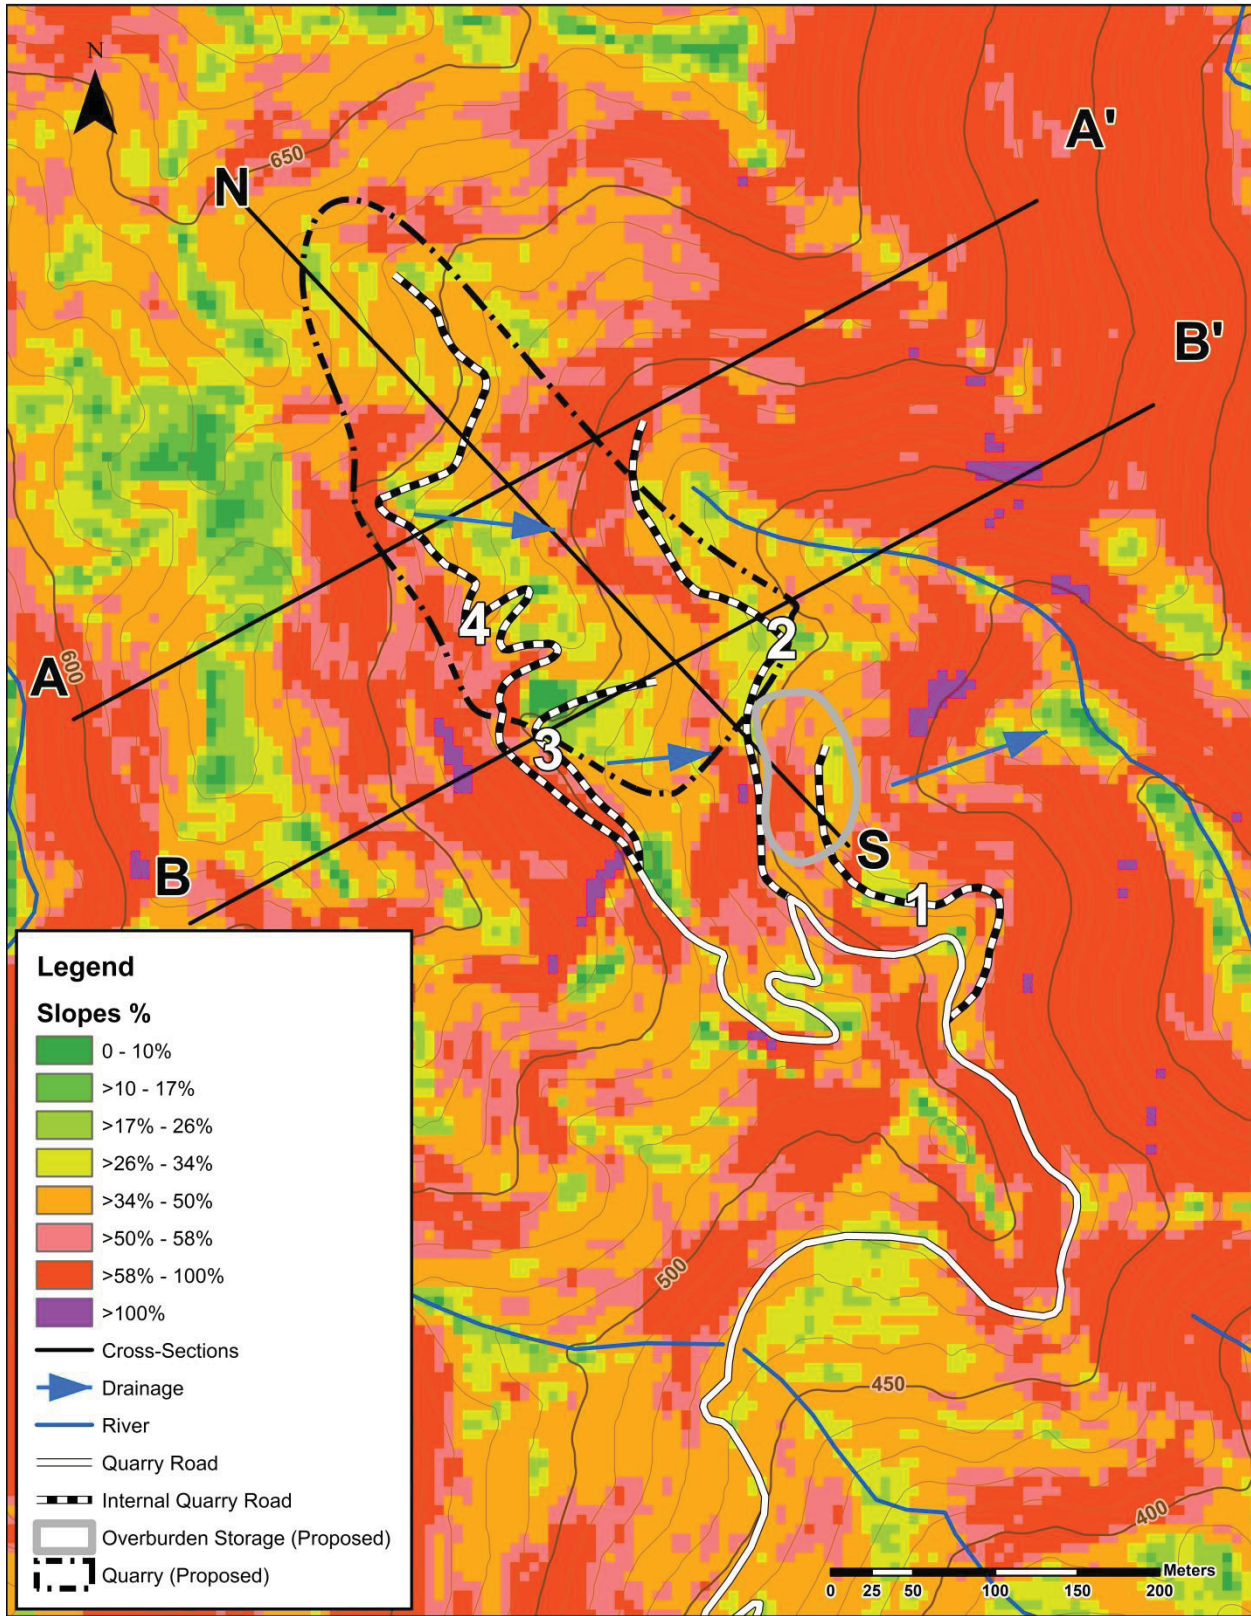 N
650
N
A'
B'
4
2
600
A
3
B
S
1
500
450
400
Legend
Slopes %
0 - 10%
>10 - 17%
>17% - 26%
>26% - 34%
>34% - 50%
>50% - 58%
>58% - 100%
>100%
Cross-Sections
Drainage
River
Quarry Road
Internal Quarry Road
Overburden Storage (Proposed)
Quarry (Proposed)
Meters
0 25 50 100 150 200